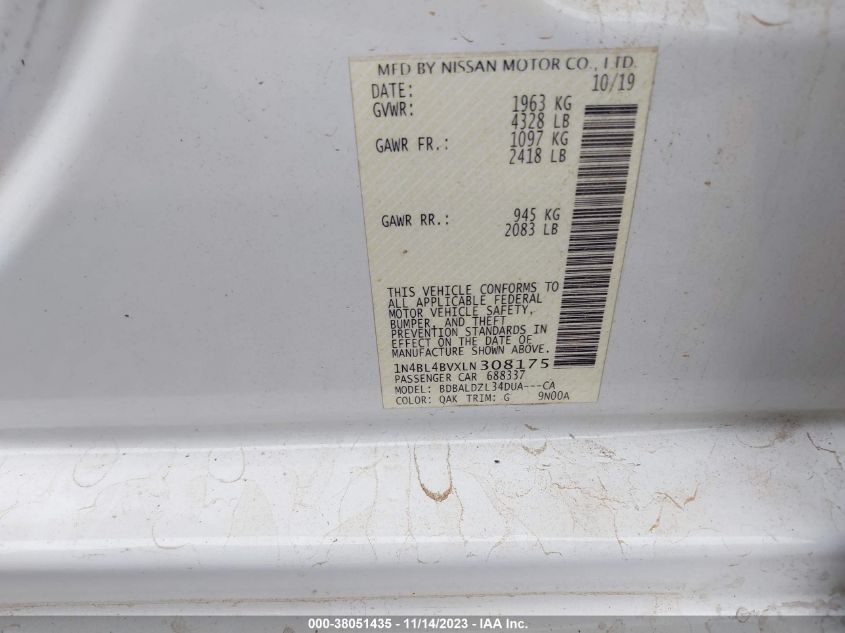 MFD BY NISSAN MOTOR CO., LTD.
DATE: 10/19
GVWR: 1963 KG
4328 LB
GAWR FR.: 1097 KG
2418 LB
GAWR RR.: 945 KG
2083 LB
THIS VEHICLE CONFORMS TO
ALL APPLICABLE FEDERAL
MOTOR VEHICLE SAFETY,
BUMPER, AND THEFT
PREVENTION STANDARDS IN
EFFECT ON THE DATE OF
MANUFACTURE SHOWN ABOVE.
1N4BL4BVXLN308175
PASSENGER CAR 688337
MODEL: BDBALDZL34DUA---CA
COLOR: QAK TRIM: G 9N00A
000-38051435 - 11/14/2023 - IAA Inc.